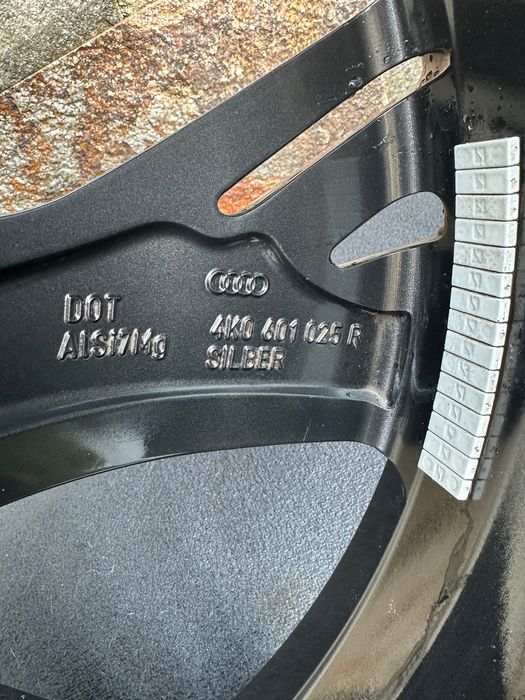 DOT
AlSi7Mg
4K0 601 025 R
SILBER